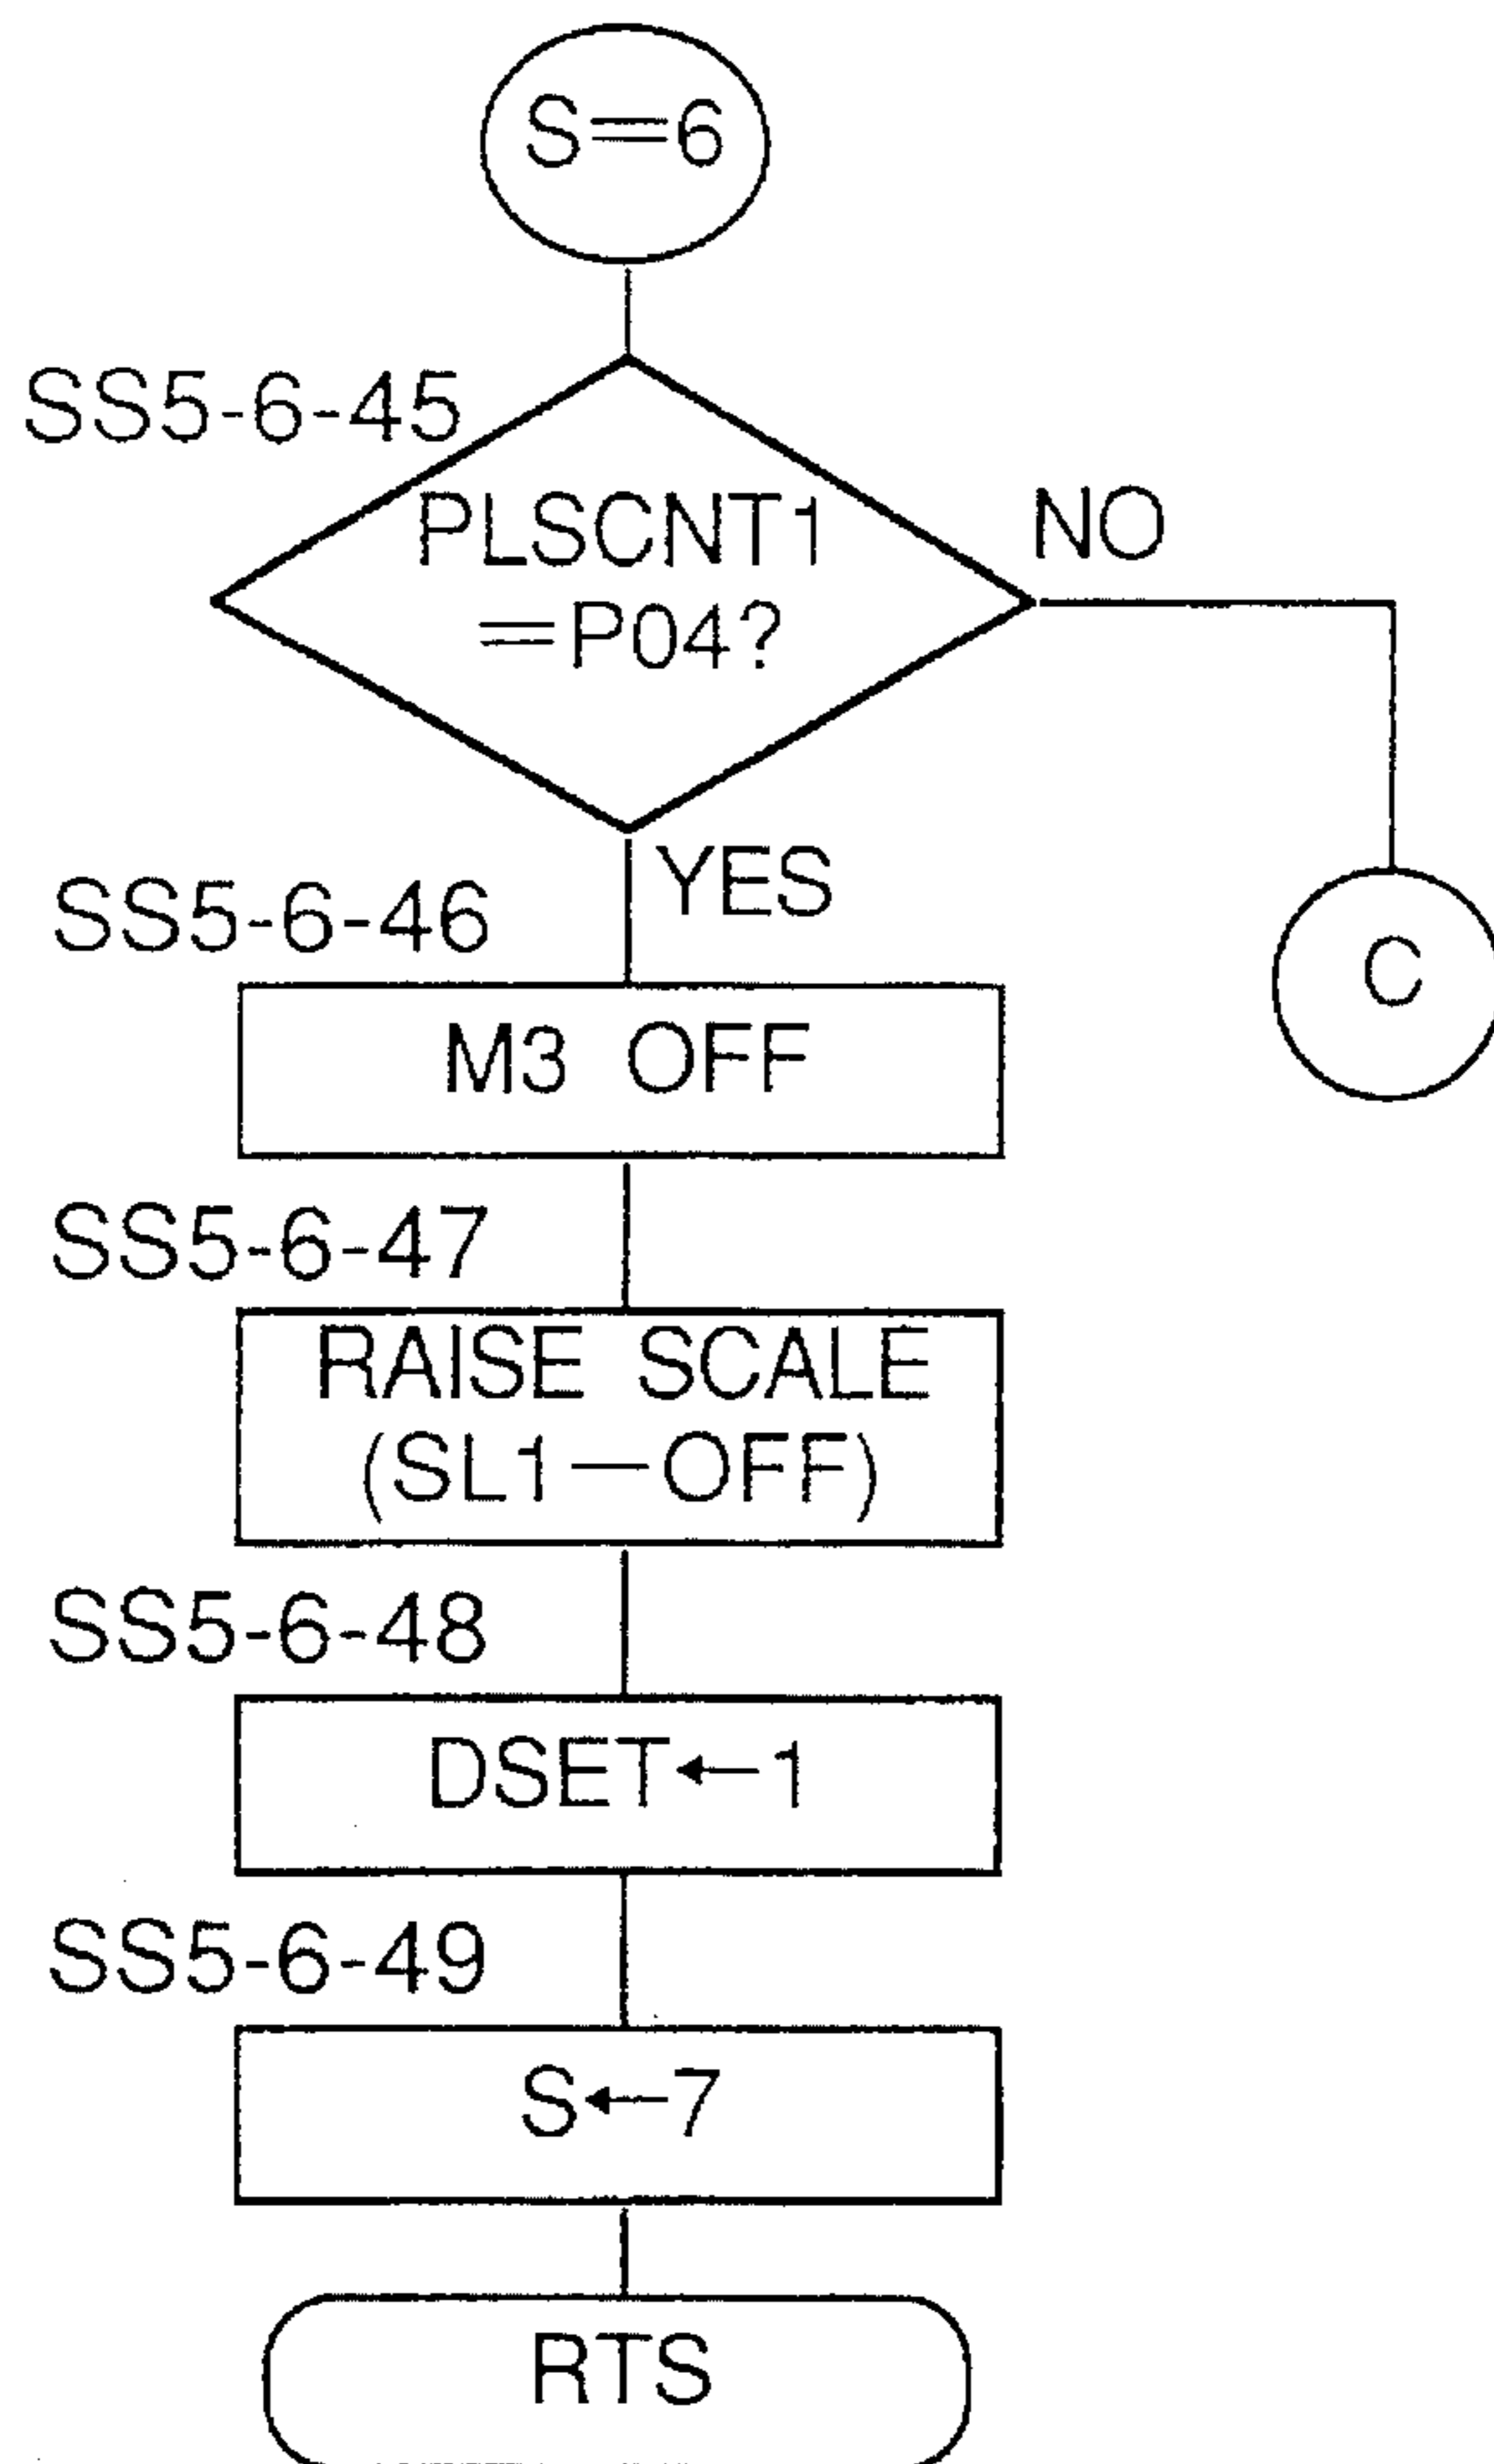 S=6
SS5-6-45
PLSCNT1
=P04?
NO
YES
C
SS5-6-46
M3 OFF
SS5-6-47
RAISE SCALE
(SL1—OFF)
SS5-6-48
DSET←1
SS5-6-49
S←7
RTS